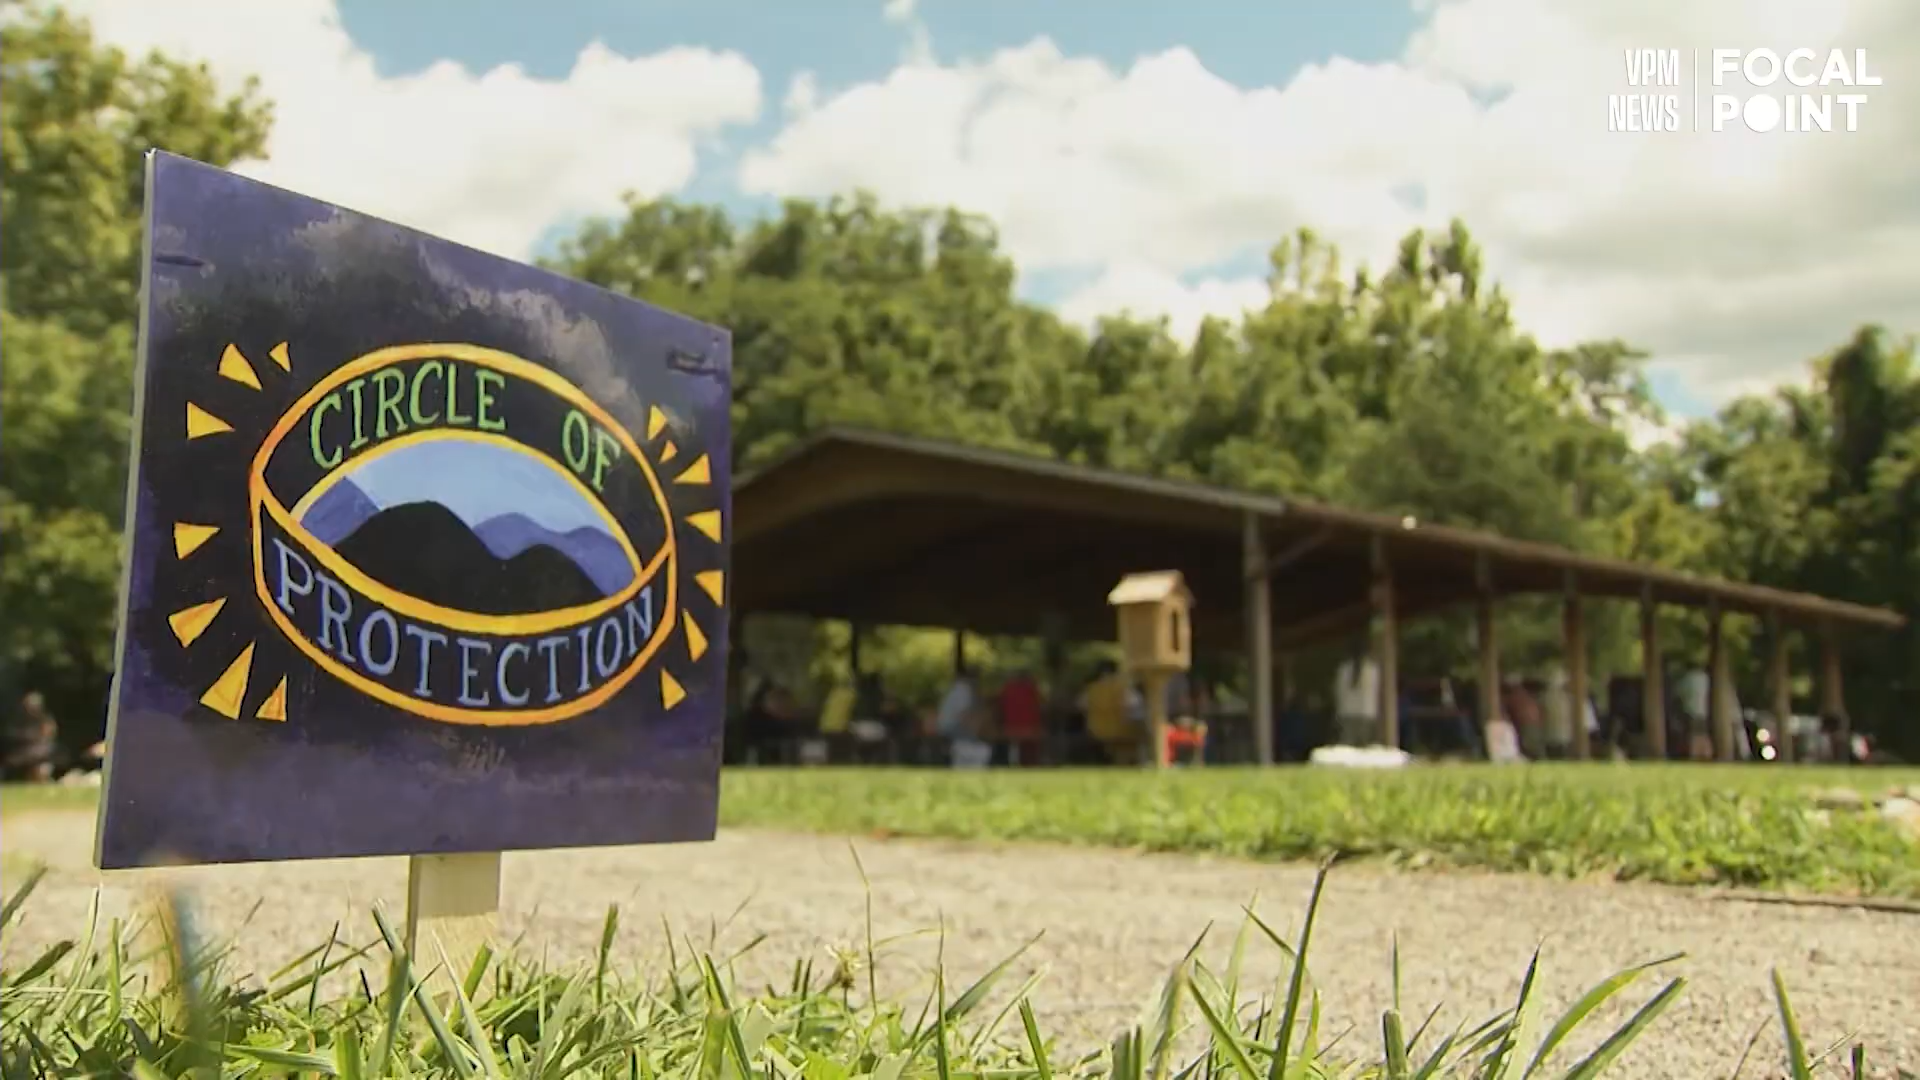 CIRCLE OF
PROTECTION
VPM
NEWS
FOCAL
POINT